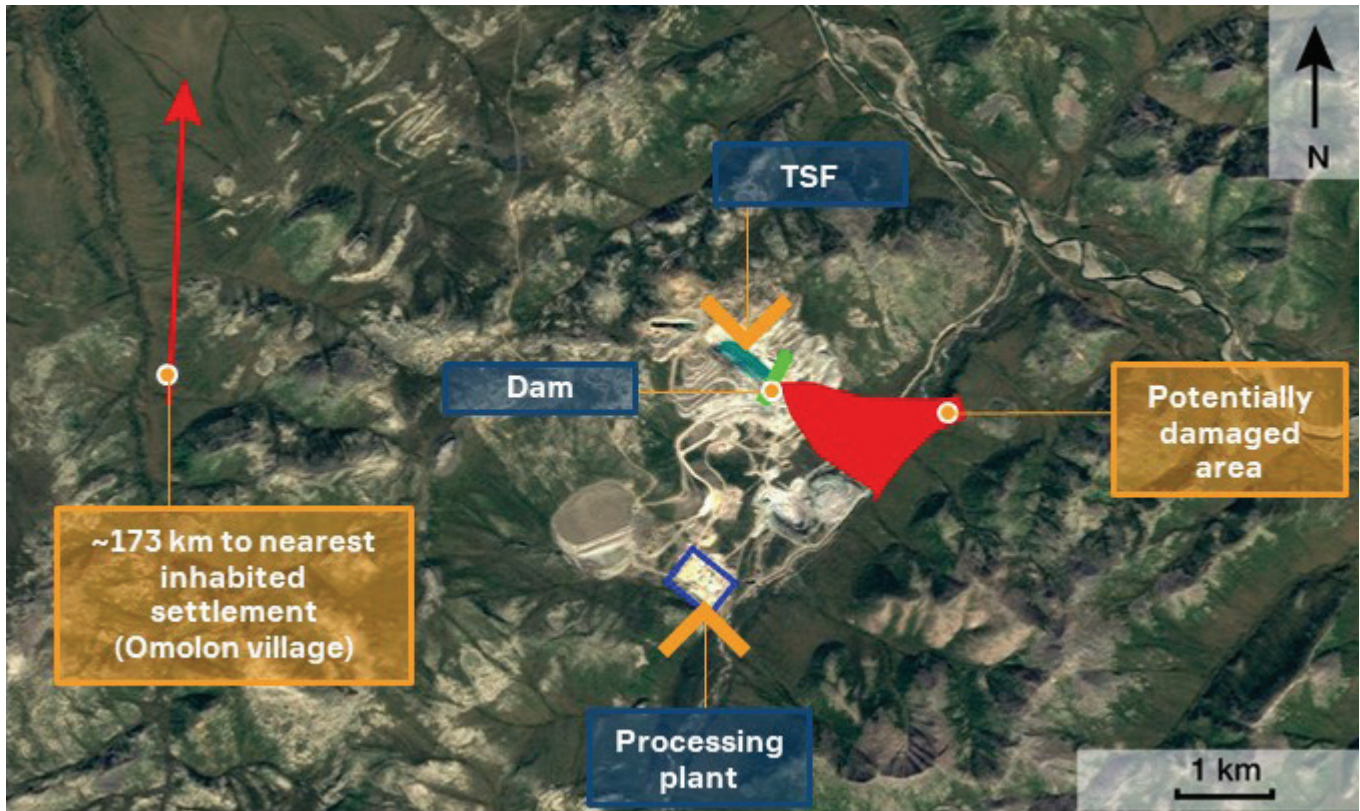 N
TSF
Dam
Potentially
damaged
area
~173 km to nearest
inhabited
settlement
(Omolon village)
Processing
plant
1 km